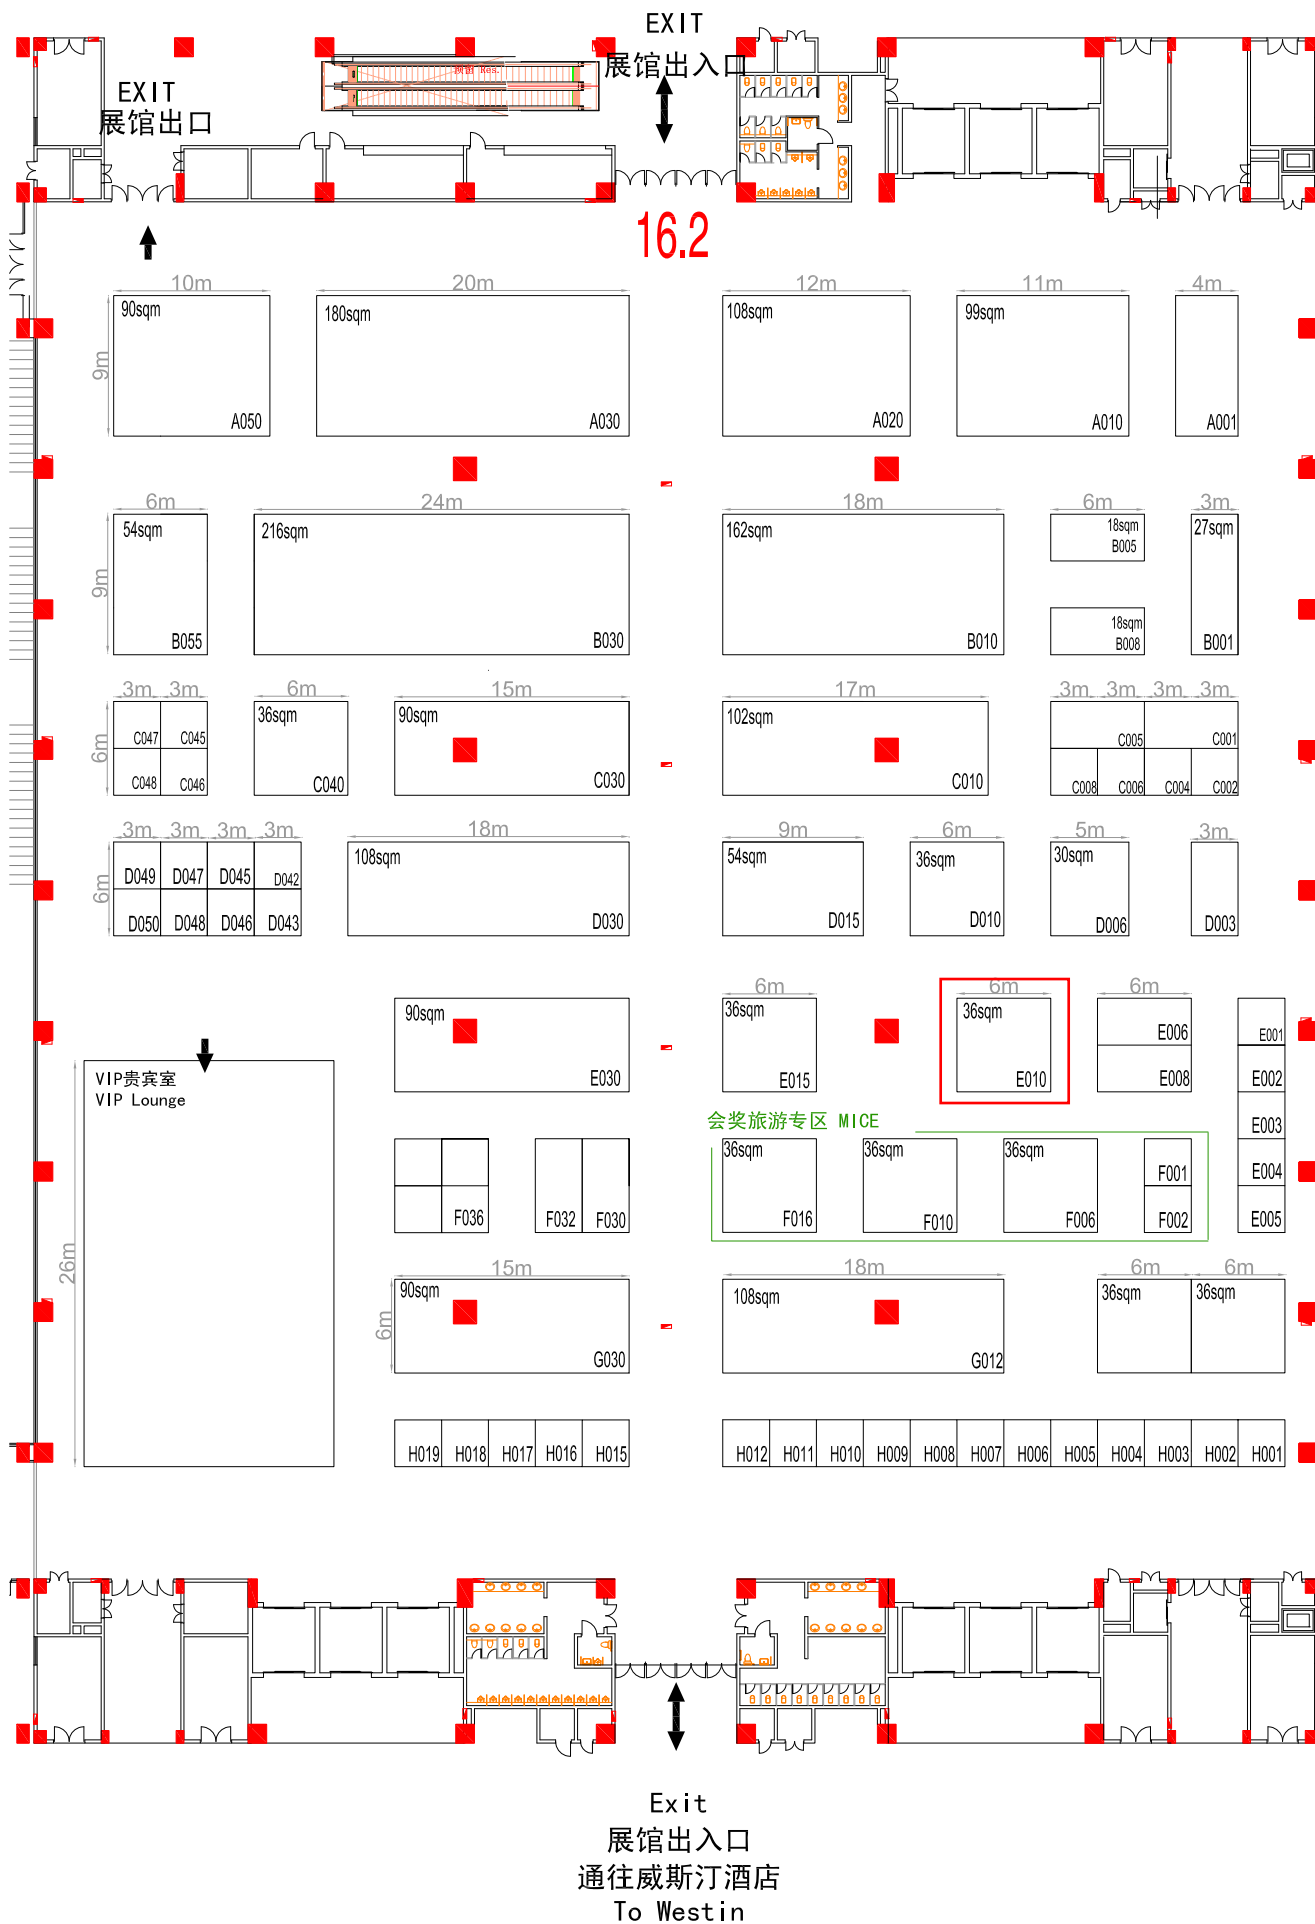 EXIT
展馆出入口
EXIT
展馆出口
16.2
10m 20m 12m 11m 4m
90sqm 180sqm 108sqm 99sqm
9m
A050 A030 A020 A010 A001
6m 24m 18m 6m 3m
54sqm 216sqm 162sqm 18sqm 27sqm
B005
9m
18sqm
B055 B030 B010 B008 B001
3m 3m 6m 15m 17m 3m 3m 3m 3m
36sqm 90sqm 102sqm
C047 C045 C005 C001
6m
C048 C046 C040 C030 C010 C008 C006 C004 C002
3m 3m 3m 3m 18m 9m 6m 5m 3m
108sqm 54sqm 36sqm 30sqm
D049 D047 D045 D042
6m
D050 D048 D046 D043 D030 D015 D010 D006 D003
6m 6m 6m
90sqm 36sqm 36sqm
E006 E001
E030 E015 E010 E008 E002
VIP贵宾室
VIP Lounge
会奖旅游专区 MICE
E003
36sqm 36sqm 36sqm
F001 E004
F036 F032 F030 F016 F010 F006 F002 E005
26m
15m 18m 6m 6m
90sqm 108sqm 36sqm 36sqm
6m
G030 G012
H019 H018 H017 H016 H015 H012 H011 H010 H009 H008 H007 H006 H005 H004 H003 H002 H001
Exit
展馆出入口
通往威斯汀酒店
To Westin